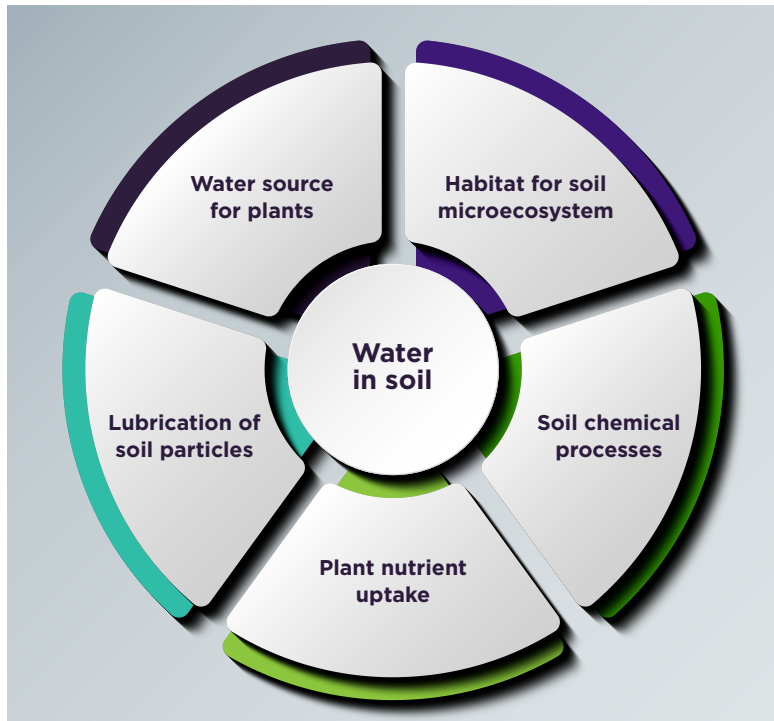 Water source
for plants
Habitat for soil
microecosystem
Water
in soil
Lubrication of
soil particles
Soil chemical
processes
Plant nutrient
uptake